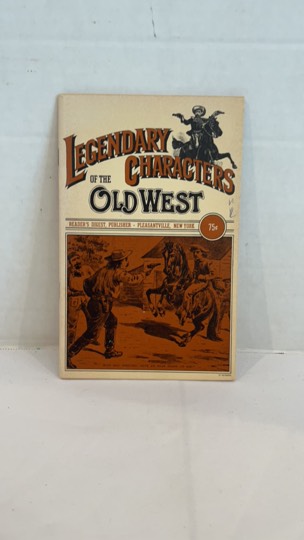 LEGENDARY
CHARACTERS
OF THE
OLD WEST
READER'S DIGEST, PUBLISHER - PLEASANTVILLE, NEW YORK
75¢